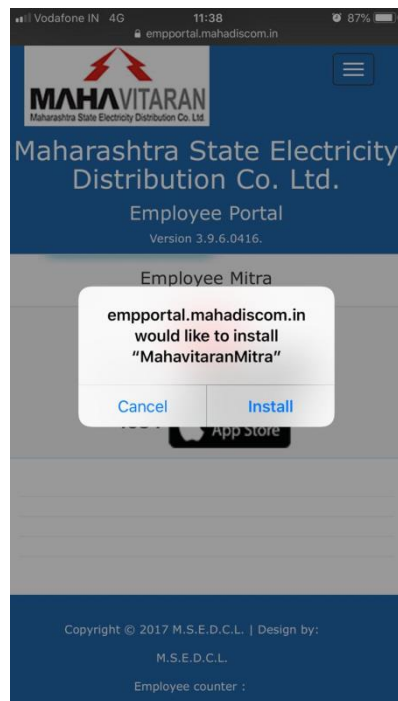 Vodafone IN 4G 11:38 87%
empportal.mahadiscom.in
MAHAVITARAN
Maharashtra State Electricity Distribution Co. Ltd.
Maharashtra State Electricity
Distribution Co. Ltd.
Employee Portal
Version 3.9.6.0416.
Employee Mitra
empportal.mahadiscom.in
would like to install
“MahavitaranMitra”
Cancel Install
App Store
Copyright © 2017 M.S.E.D.C.L. | Design by:
M.S.E.D.C.L.
Employee counter :